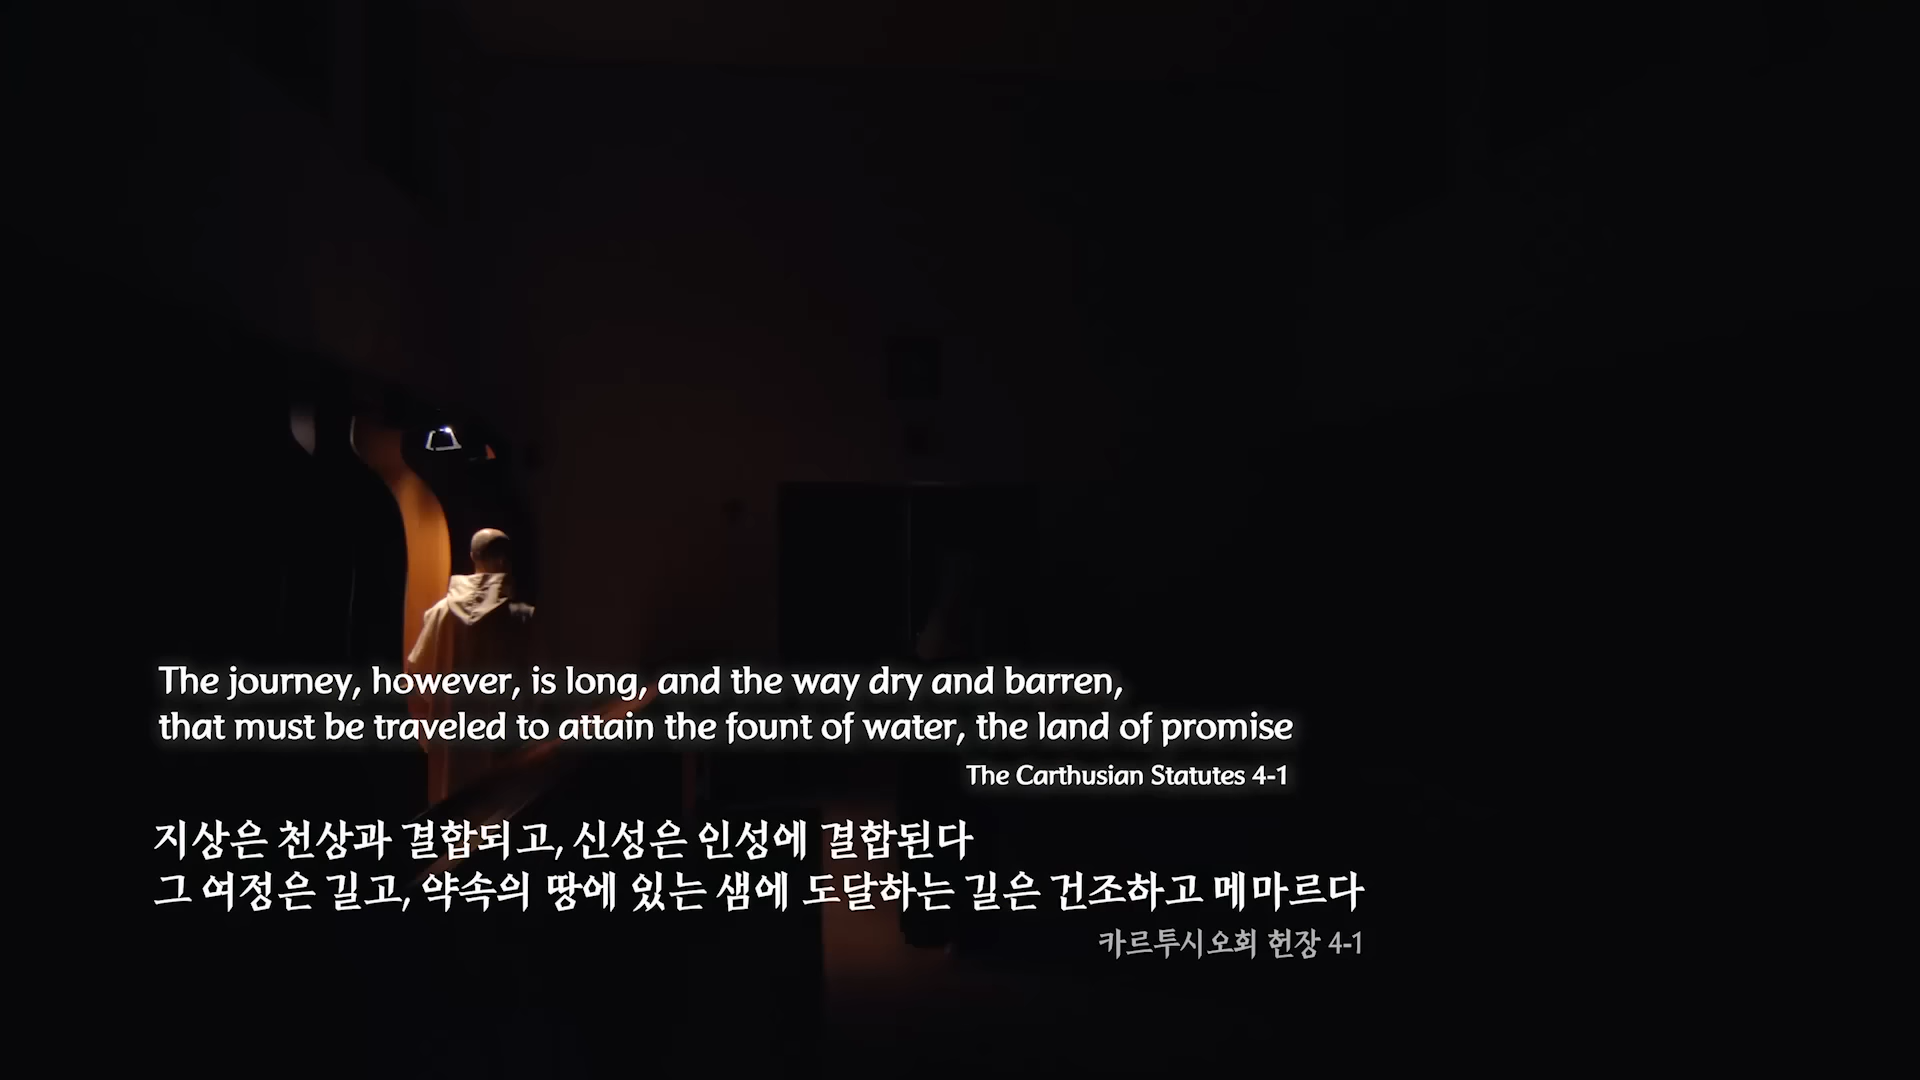 The journey, however, is long, and the way dry and barren,
that must be traveled to attain the fount of water, the land of promise
The Carthusian Statutes 4-1
지상은 천상과 결합되고, 신성은 인성에 결합된다
그 여정은 길고, 약속의 땅에 있는 샘에 도달하는 길은 건조하고 메마르다
카르투시오회 헌장 4-1